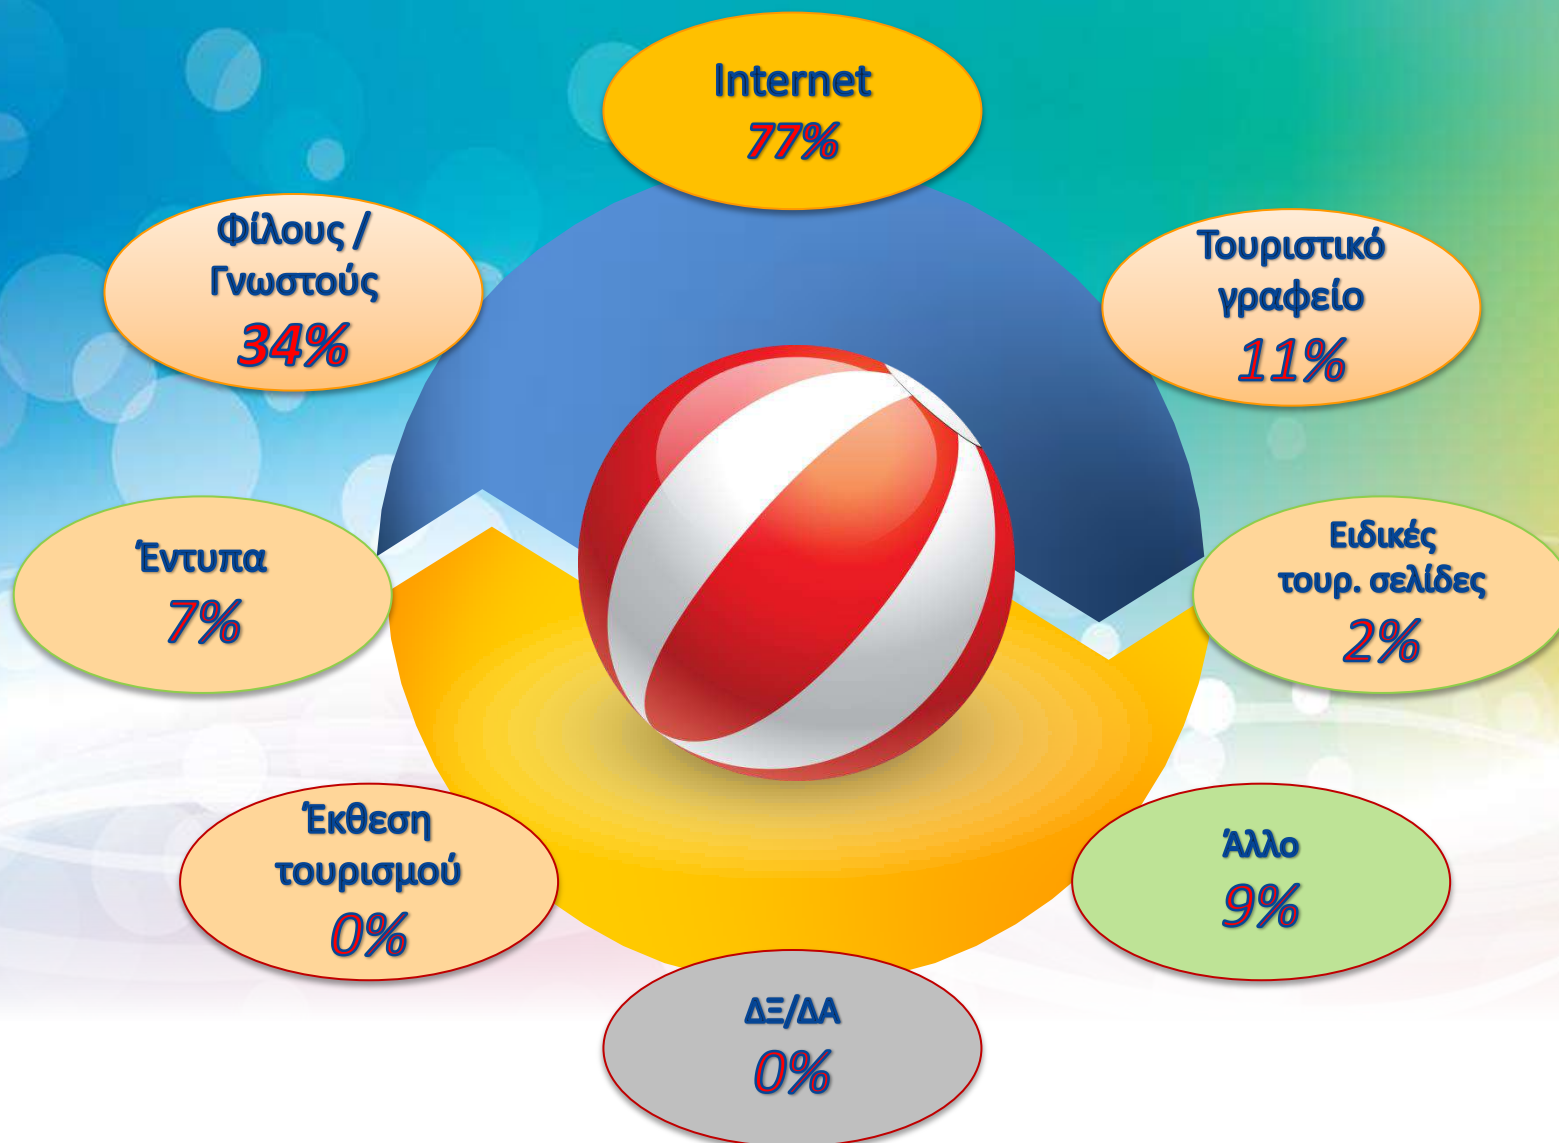 Internet
77%
Φίλους /
Γνωστούς
34%
Τουριστικό
γραφείο
11%
Έντυπα
7%
Ειδικές
τουρ. σελίδες
2%
Έκθεση
τουρισμού
0%
Άλλο
9%
ΔΞ/ΔΑ
0%